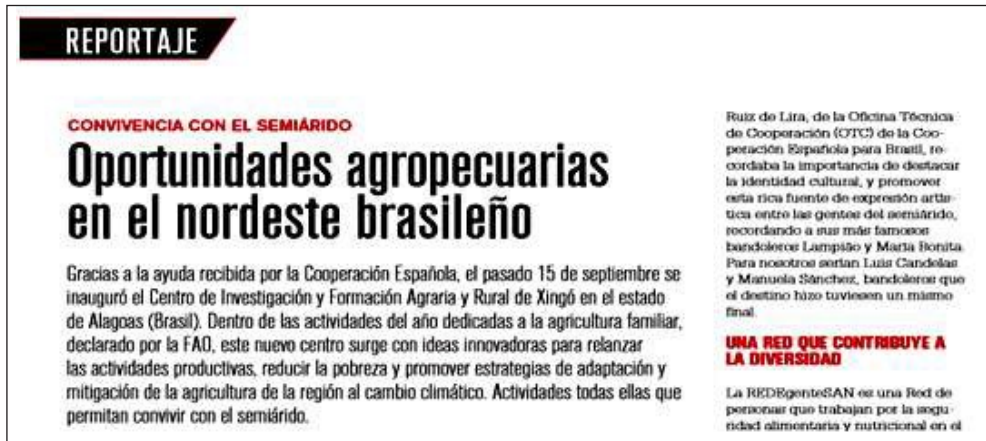 REPORTAJE
CONVIVENCIA CON EL SEMIÁRIDO
Oportunidades agropecuarias
en el nordeste brasileño
Gracias a la ayuda recibida por la Cooperación Española, el pasado 15 de septiembre se
inauguró el Centro de Investigación y Formación Agraria y Rural de Xingó en el estado
de Alagoas (Brasil). Dentro de las actividades del año dedicadas a la agricultura familiar,
declarado por la FAO, este nuevo centro surge con ideas innovadoras para relanzar
las actividades productivas, reducir la pobreza y promover estrategias de adaptación y
mitigación de la agricultura de la región al cambio climático. Actividades todas ellas que
permitan convivir con el semiárido.
Ruiz de Lira, de la Oficina Técnica
de Cooperación (OTC) de la Coo-
peración Española para Brasil, re-
cordaba la importancia de destacar
la identidad cultural, y promover
esta rica fuente de expresión artís-
tica entre las gentes del semiárido,
recordando a sus más famosos
bandoleros Lampião y Maria Bonita.
Para nosotros serían Luis Candelas
y Manuela Sánchez, bandoleros que
el destino hizo tuviesen un mismo
final.
UNA RED QUE CONTRIBUYE A
LA DIVERSIDAD
La REDEgenteSAN es una Red de
personas que trabajan por la segu-
ridad alimentaria y nutricional en el